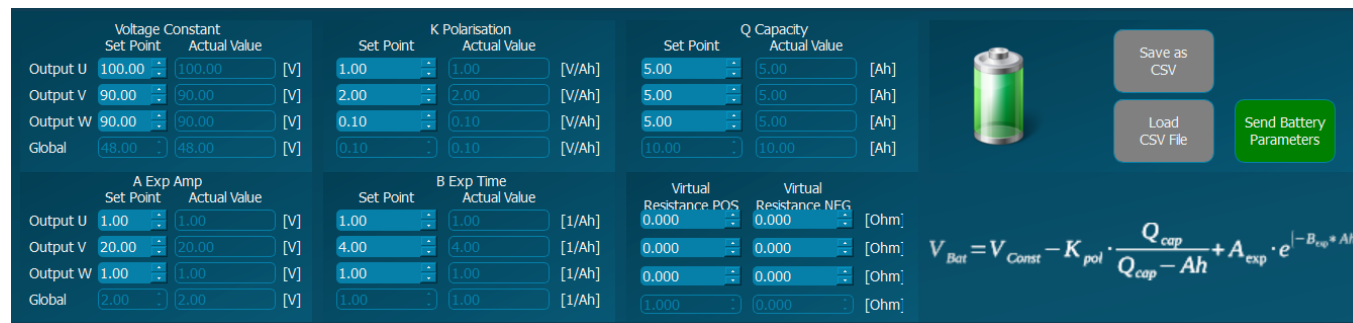 Voltage Constant
Set Point Actual Value
Output U 100.00 100.00 [V]
Output V 90.00 90.00 [V]
Output W 90.00 90.00 [V]
Global 48.00 48.00 [V]
K Polarisation
Set Point Actual Value
1.00 1.00 [V/Ah]
2.00 2.00 [V/Ah]
0.10 0.10 [V/Ah]
0.10 0.10 [V/Ah]
Q Capacity
Set Point Actual Value
5.00 5.00 [Ah]
5.00 5.00 [Ah]
5.00 5.00 [Ah]
10.00 10.00 [Ah]
Save as
CSV
Load
CSV File
Send Battery
Parameters
A Exp Amp
Set Point Actual Value
Output U 1.00 1.00 [V]
Output V 20.00 20.00 [V]
Output W 1.00 1.00 [V]
Global 2.00 2.00 [V]
B Exp Time
Set Point Actual Value
1.00 1.00 [1/Ah]
4.00 4.00 [1/Ah]
1.00 1.00 [1/Ah]
1.00 1.00 [1/Ah]
Virtual Virtual
Resistance POS Resistance NEG
0.000 0.000 [Ohm]
0.000 0.000 [Ohm]
0.000 0.000 [Ohm]
1.000 0.000 [Ohm]
V Bat = V Const − K pol · Q cap / Q cap − Ah + A exp · e |−B exp * Ah